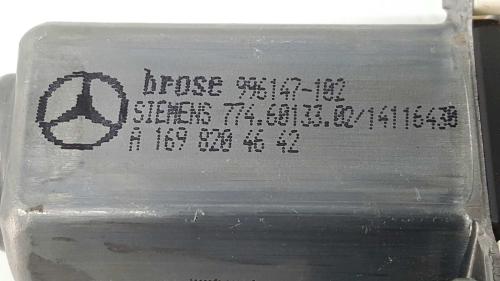 brose 996147-102
SIEMENS 774.60133.02/14116430
A 169 820 46 42